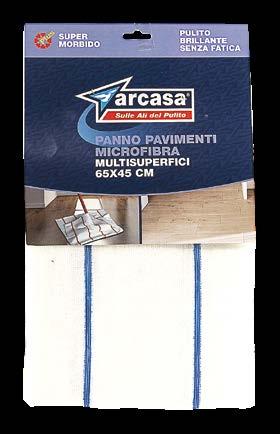 SUPER
MORBIDO
PULITO
BRILLANTE
SENZA FATICA
arcasa®
Sulle Ali del Pulito
PANNO PAVIMENTI
MICROFIBRA
MULTISUPERFICI
65X45 CM